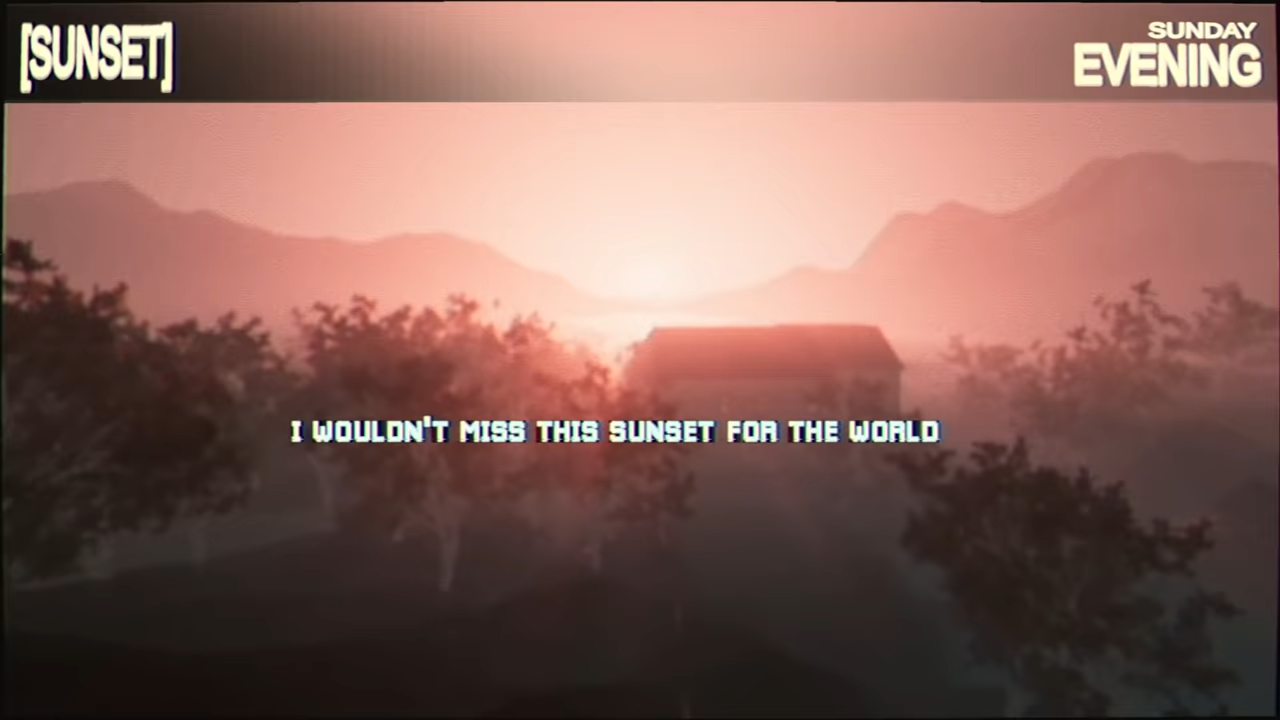 [SUNSET]
SUNDAY
EVENING
I WOULDN'T MISS THIS SUNSET FOR THE WORLD